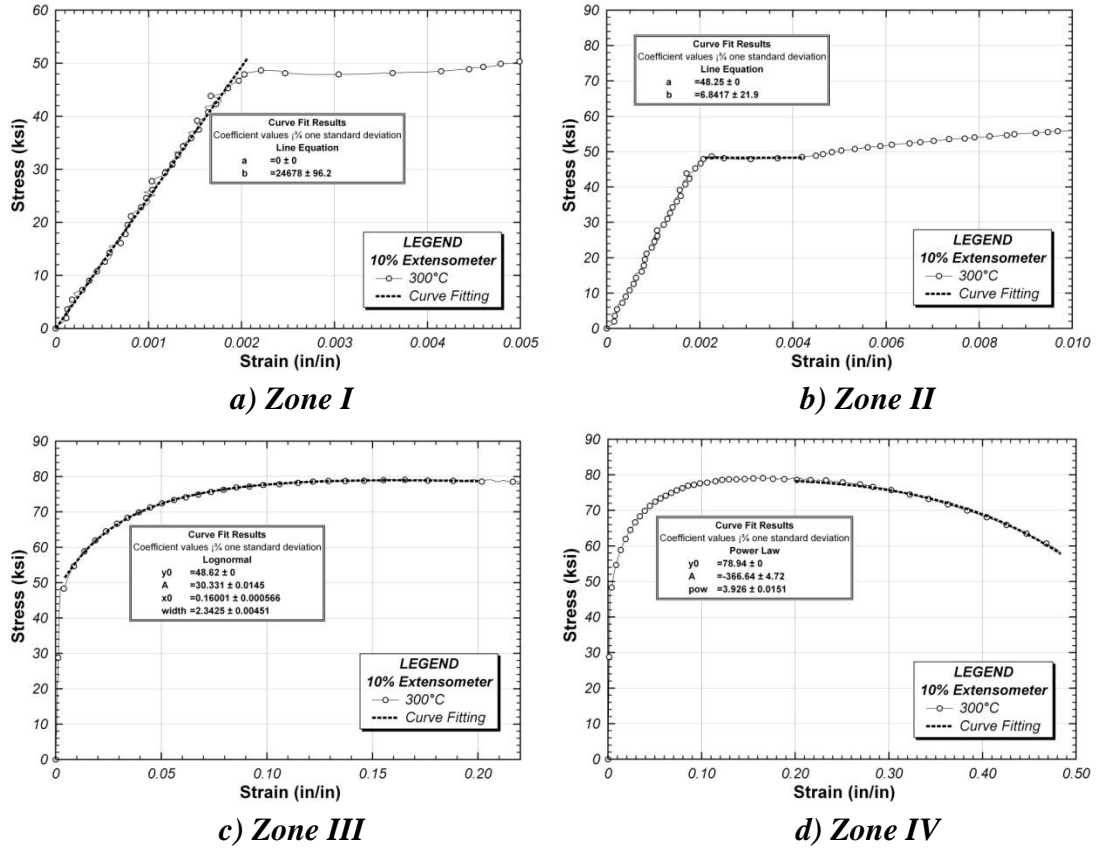 60
50
40
30
20
10
0
Stress (ksi)
Curve Fit Results
Coefficient values ¡¾ one standard deviation
Line Equation
a =0 ± 0
b =24678 ± 96.2
LEGEND
10% Extensometer
300°C
Curve Fitting
0 0.001 0.002 0.003 0.004 0.005
Strain (in/in)
a) Zone I
90
80
70
60
50
40
30
20
10
0
Stress (ksi)
Curve Fit Results
Coefficient values ¡¾ one standard deviation
Line Equation
a =48.25 ± 0
b =6.8417 ± 21.9
LEGEND
10% Extensometer
300°C
Curve Fitting
0 0.002 0.004 0.006 0.008 0.010
Strain (in/in)
b) Zone II
90
80
70
60
50
40
30
20
10
0
Stress (ksi)
Curve Fit Results
Coefficient values ¡¾ one standard deviation
Lognormal
y0 =48.62 ± 0
A =30.331 ± 0.0145
x0 =0.16001 ± 0.000566
width =2.3425 ± 0.00451
LEGEND
10% Extensometer
300°C
Curve Fitting
0 0.05 0.10 0.15 0.20
Strain (in/in)
c) Zone III
90
80
70
60
50
40
30
20
10
0
Stress (ksi)
Curve Fit Results
Coefficient values ¡¾ one standard deviation
Power Law
y0 =78.94 ± 0
A =-366.64 ± 4.72
pow =3.926 ± 0.0151
LEGEND
10% Extensometer
300°C
Curve Fitting
0 0.10 0.20 0.30 0.40 0.50
Strain (in/in)
d) Zone IV